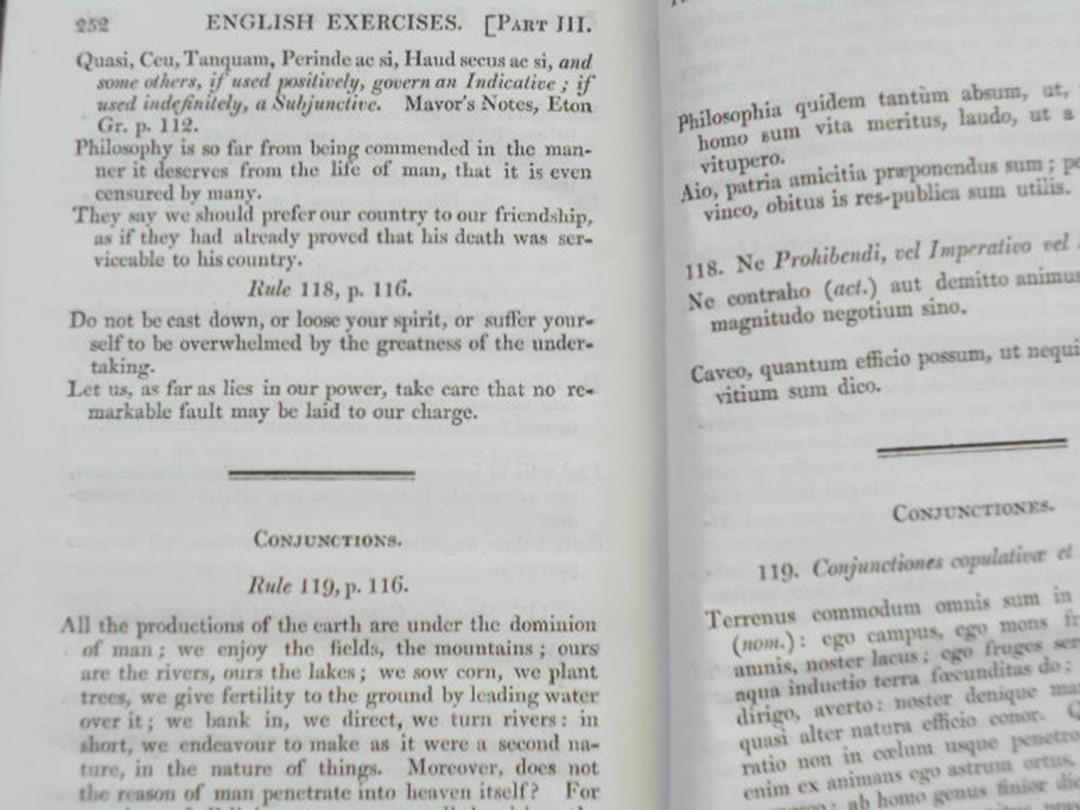 252 ENGLISH EXERCISES. [PART III.
Quasi, Ceu, Tanquam, Perinde ac si, Haud secus ac si, and
some others, if used positively, govern an Indicative ; if
used indefinitely, a Subjunctive. Mavor's Notes, Eton
Gr. p. 112.
Philosophy is so far from being commended in the man-
ner it deserves from the life of man, that it is even
censured by many.
They say we should prefer our country to our friendship,
as if they had already proved that his death was ser-
viceable to his country.
Rule 118, p. 116.
Do not be cast down, or loose your spirit, or suffer your-
self to be overwhelmed by the greatness of the under-
taking.
Let us, as far as lies in our power, take care that no re-
markable fault may be laid to our charge.
CONJUNCTIONS.
Rule 119, p. 116.
All the productions of the earth are under the dominion
of man ; we enjoy the fields, the mountains ; ours
are the rivers, ours the lakes ; we sow corn, we plant
trees, we give fertility to the ground by leading water
over it ; we bank in, we direct, we turn rivers : in
short, we endeavour to make as it were a second na-
ture, in the nature of things. Moreover, does not
the reason of man penetrate into heaven itself? For
Philosophia quidem tantùm absum, ut,
homo sum vita meritus, laudo, ut a
vitupero.
Aio, patria amicitia præponendus sum ;
vinco, obitus is res-publica sum utilis.
118. Ne Prohibendi, vel Imperativo vel
Ne contraho (act.) aut demitto animus
magnitudo negotium sino.
Caveo, quantum efficio possum, ut nequi
vitium sum dico.
CONJUNCTIONES.
119. Conjunctiones copulativæ et
Terrenus commodum omnis sum in
(nom.) : ego campus, ego mons
amnis, noster lacus ; ego fruges
aqua inductio terra fœcunditas do ;
dirigo, averto : noster denique
quasi alter natura efficio conor.
ratio non in cœlum usque penetro
enim ex animans ego astrum ortus,
ab homo genus finior